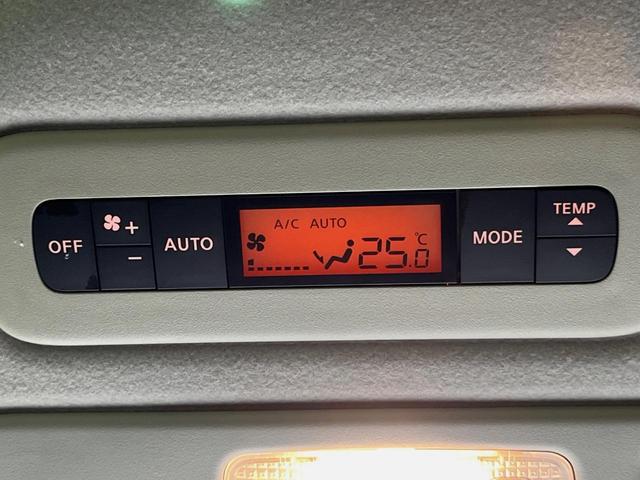 OFF
+
-
AUTO
A/C AUTO
25.0 °C
MODE
TEMP